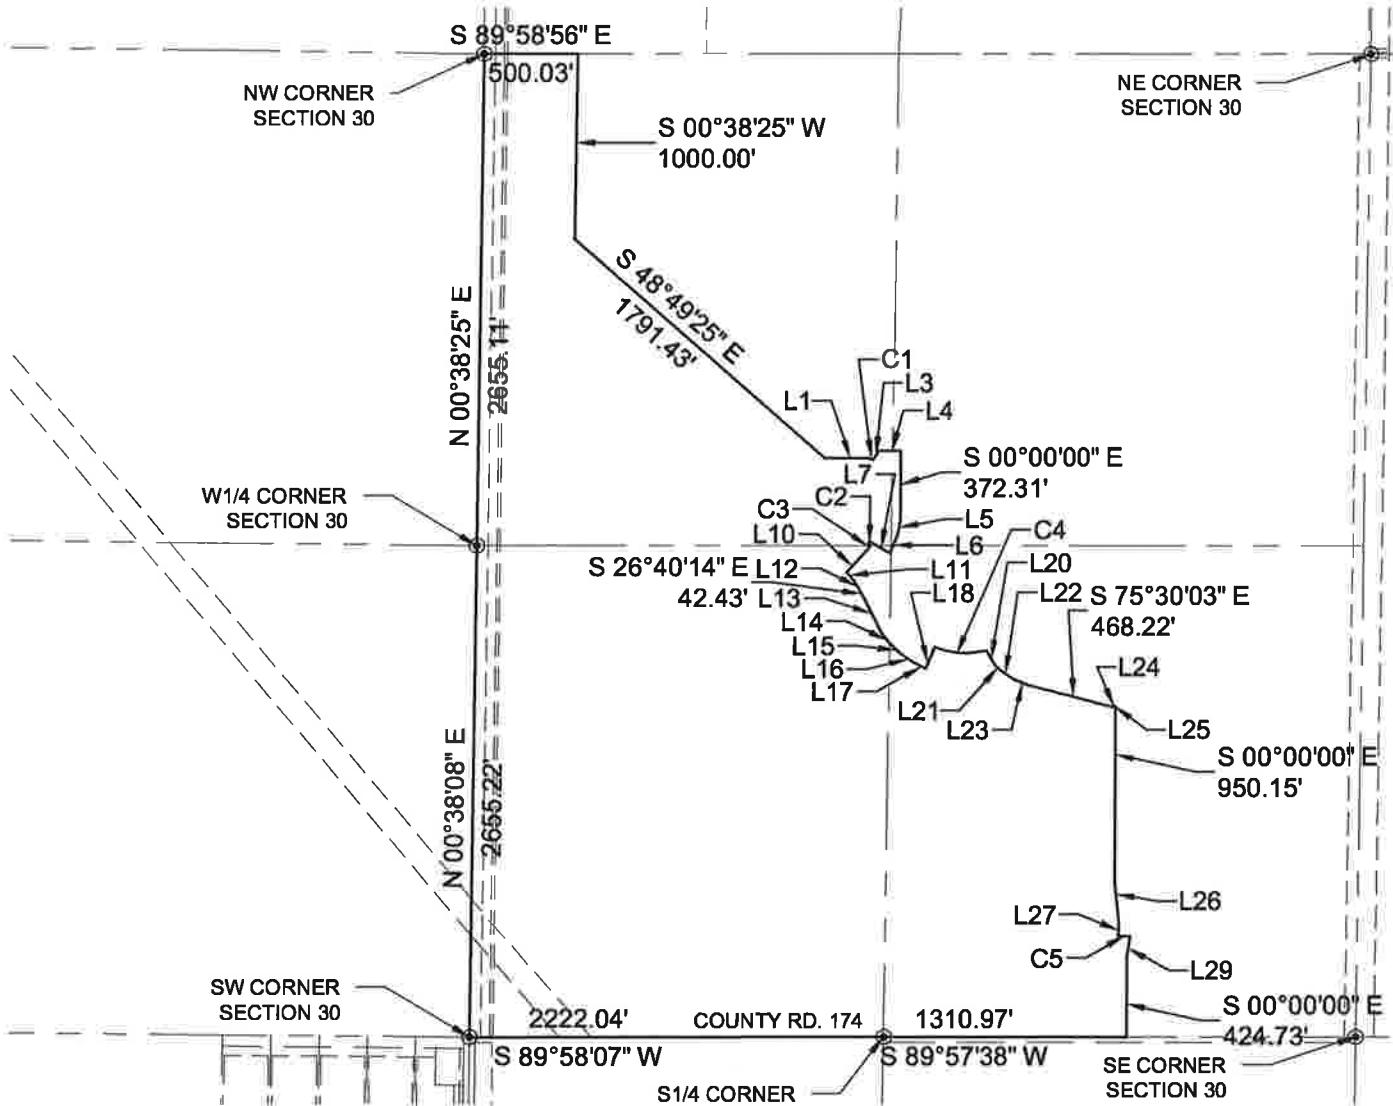 S 89°58'56" E
500.03'
NW CORNER
SECTION 30
NE CORNER
SECTION 30
S 00°38'25" W
1000.00'
S 48°49'25" E
1791.43'
N 00°38'25" E
2655.11'
C1
L3
L1
L4
L7
S 00°00'00" E
372.31'
C2
C3
W1/4 CORNER
SECTION 30
L5
C4
L10
L6
L20
S 26°40'14" E
42.43'
L12
L11
L18
L22
S 75°30'03" E
468.22'
L13
L14
L15
L16
L17
L24
L21
L23
L25
S 00°00'00" E
950.15'
N 00°38'08" E
2655.22'
L26
L27
C5
L29
SW CORNER
SECTION 30
S 00°00'00" E
424.73'
2222.04'
COUNTY RD. 174
1310.97'
S 89°58'07" W
S 89°57'38" W
SE CORNER
SECTION 30
S1/4 CORNER